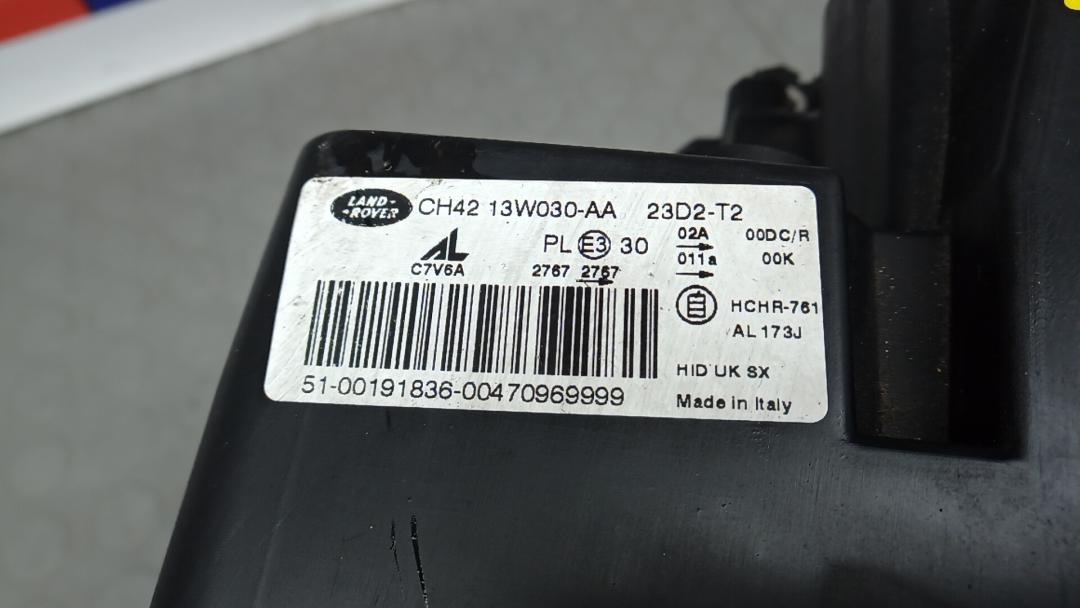 LAND-
-ROVER
CH42 13W030-AA 23D2-T2
AL
C7V6A
PL E3 30
02A
00DC/R
011a
00K
2767 2767
HCHR-761
AL 173J
HID UK SX
51-00191836-00470969999
Made in Italy